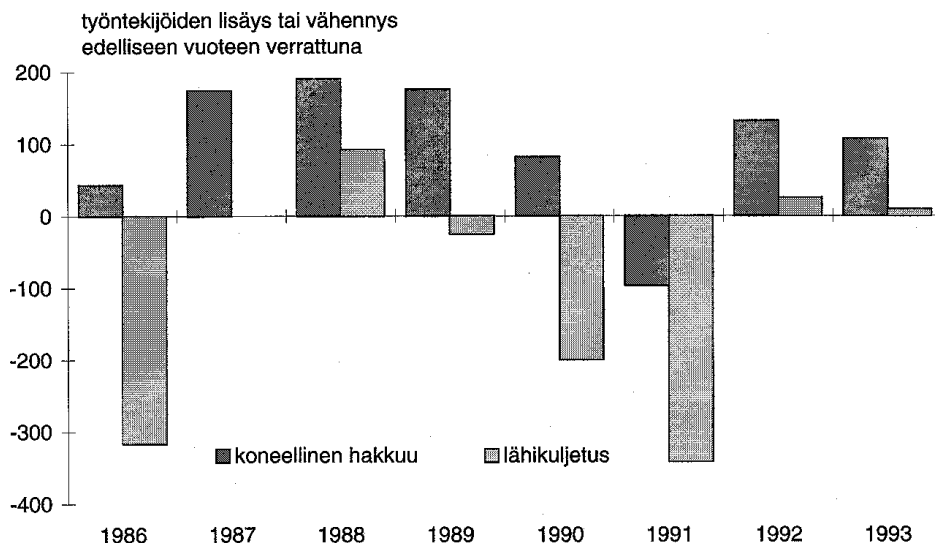 työntekijöiden lisäys tai vähennys
edelliseen vuoteen verrattuna
200
100
0
-100
-200
-300
-400
koneellinen hakkuu lähikuljetus
1986 1987 1988 1989 1990 1991 1992 1993